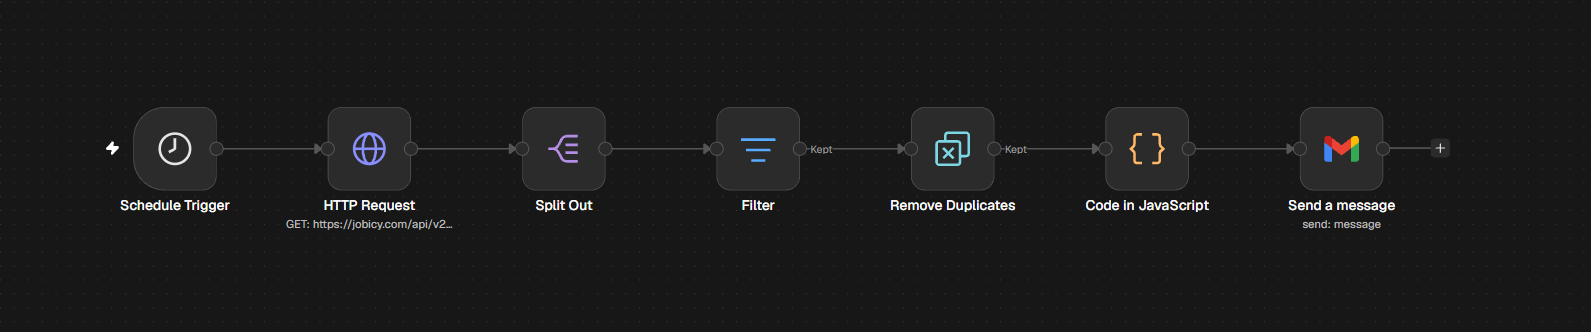 Kept
Kept
Schedule Trigger
HTTP Request
Split Out
Filter
Remove Duplicates
Code in JavaScript
Send a message
GET: https://jobicy.com/api/v2...
send: message